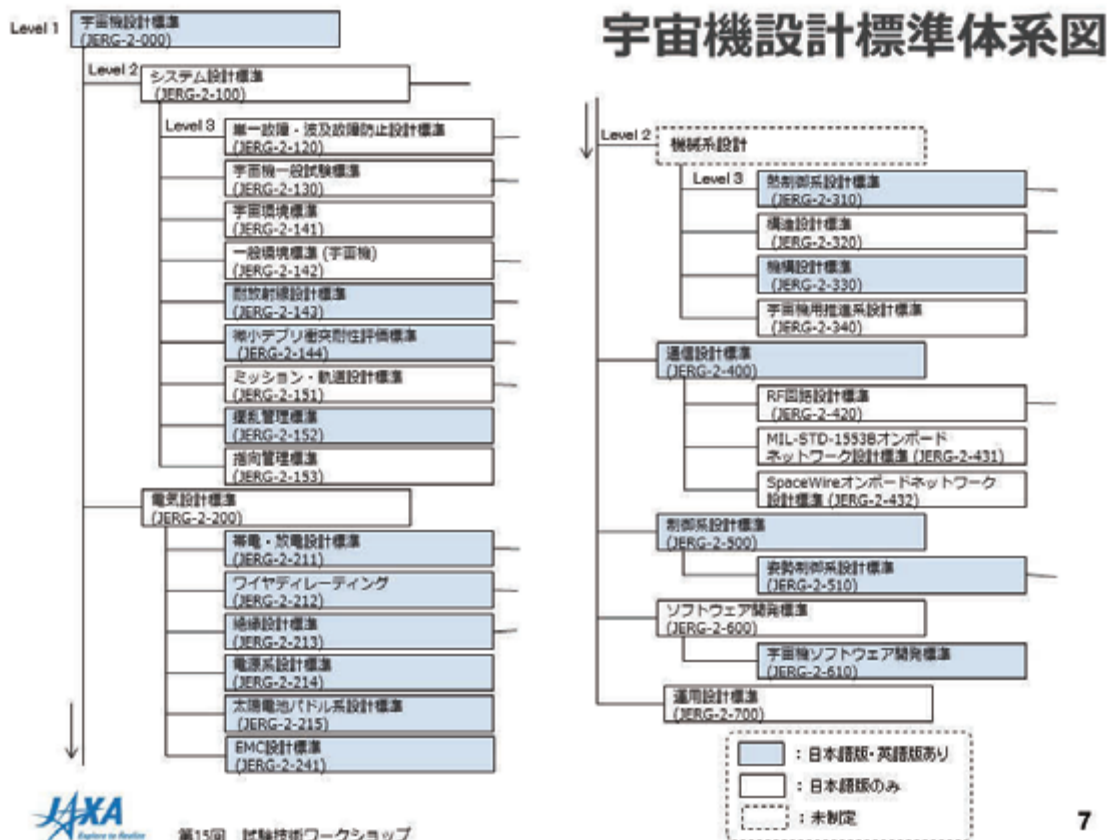 宇宙機設計標準体系図
Level 1
宇宙機設計標準
(JERG-2-000)
Level 2
システム設計標準
(JERG-2-100)
Level 3
単一故障・波及故障防止設計標準
(JERG-2-120)
宇宙機一般試験標準
(JERG-2-130)
宇宙環境標準
(JERG-2-141)
一般環境標準 (宇宙機)
(JERG-2-142)
耐放射線設計標準
(JERG-2-143)
微小デブリ衝突耐性評価標準
(JERG-2-144)
ミッション・軌道設計標準
(JERG-2-151)
擾乱管理標準
(JERG-2-152)
指向管理標準
(JERG-2-153)
電気設計標準
(JERG-2-200)
帯電・放電設計標準
(JERG-2-211)
ワイヤディレーティング
(JERG-2-212)
絶縁設計標準
(JERG-2-213)
電源系設計標準
(JERG-2-214)
太陽電池パドル系設計標準
(JERG-2-215)
EMC設計標準
(JERG-2-241)
Level 2
機械系設計
Level 3
熱制御系設計標準
(JERG-2-310)
構造設計標準
(JERG-2-320)
機構設計標準
(JERG-2-330)
宇宙機用推進系設計標準
(JERG-2-340)
通信設計標準
(JERG-2-400)
RF回路設計標準
(JERG-2-420)
MIL-STD-1553Bオンボード
ネットワーク設計標準 (JERG-2-431)
SpaceWireオンボードネットワーク
設計標準 (JERG-2-432)
制御系設計標準
(JERG-2-500)
姿勢制御系設計標準
(JERG-2-510)
ソフトウェア開発標準
(JERG-2-600)
宇宙機ソフトウエア開発標準
(JERG-2-610)
運用設計標準
(JERG-2-700)
：日本語版・英語版あり
：日本語版のみ
：未制定
JAXA
Explore to Realize
第15回 試験技術ワークショップ
7